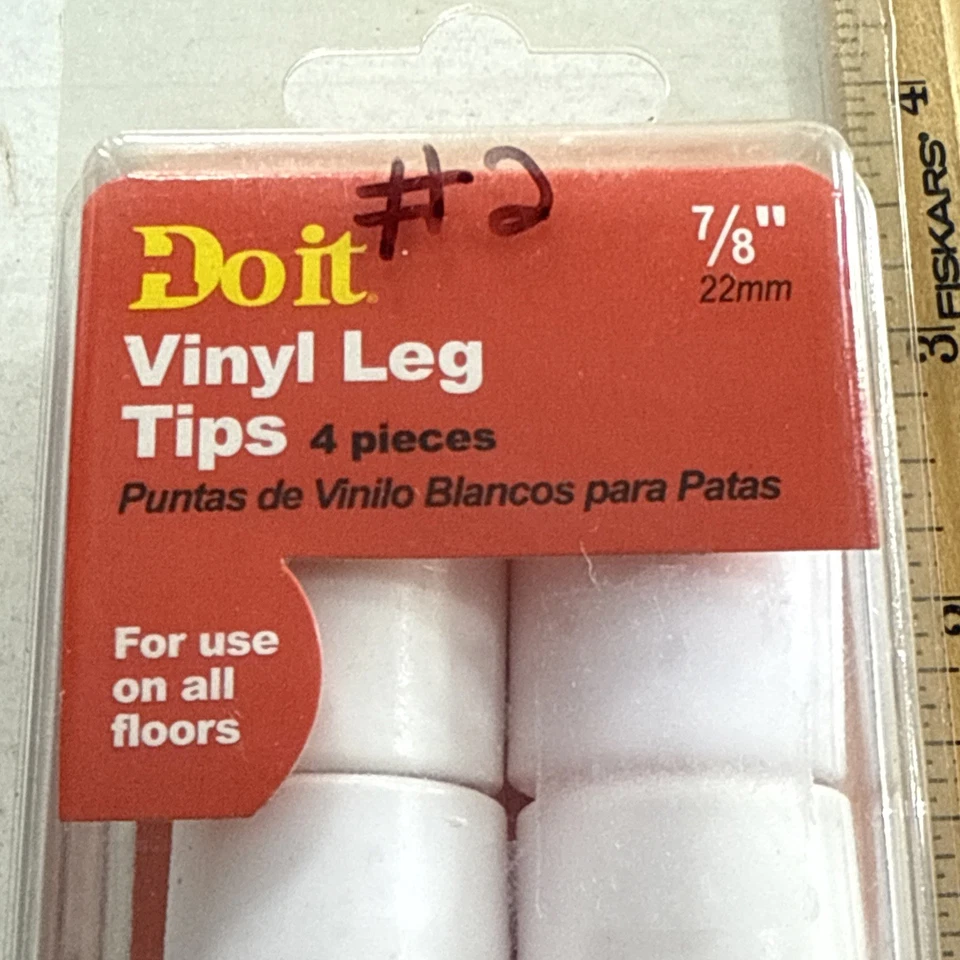 #2
Do it
7/8"
22mm
Vinyl Leg
Tips 4 pieces
Puntas de Vinilo Blancos para Patas
For use
on all
floors
4
FISKARS®
3
2